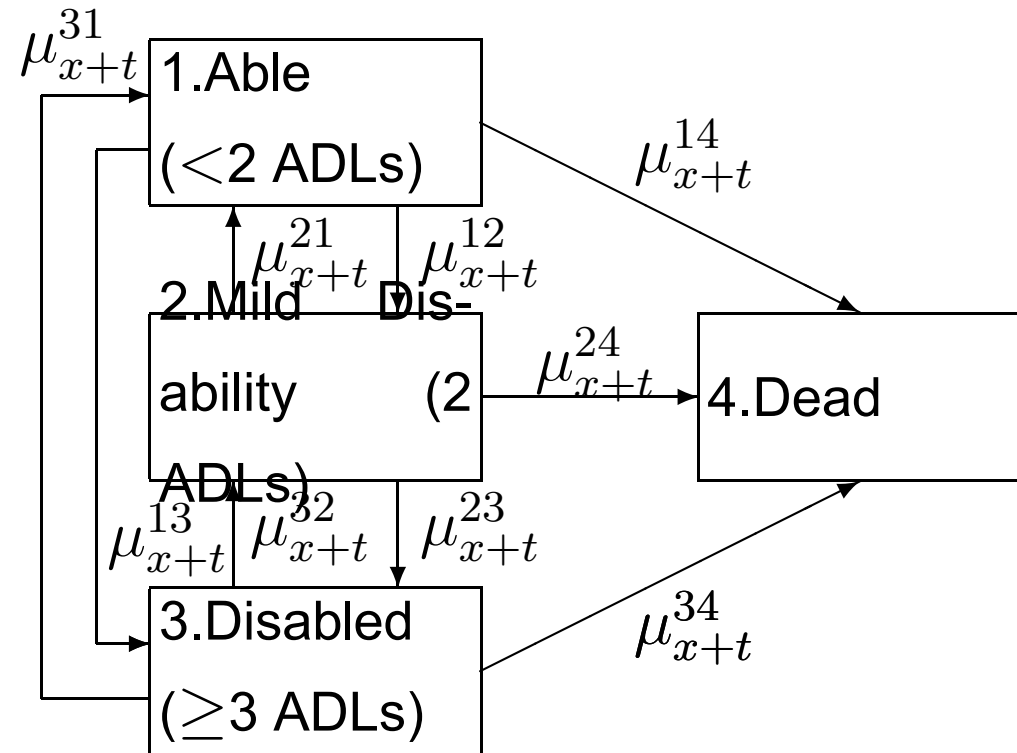 μ^{31}_{x+t}
1.Able
(<2 ADLs)
μ^{14}_{x+t}
μ^{21}_{x+t} μ^{12}_{x+t}
2.Mild Dis-
ability (2
ADLs)
μ^{24}_{x+t}
4.Dead
μ^{13}_{x+t} μ^{32}_{x+t} μ^{23}_{x+t}
3.Disabled
(≥3 ADLs)
μ^{34}_{x+t}